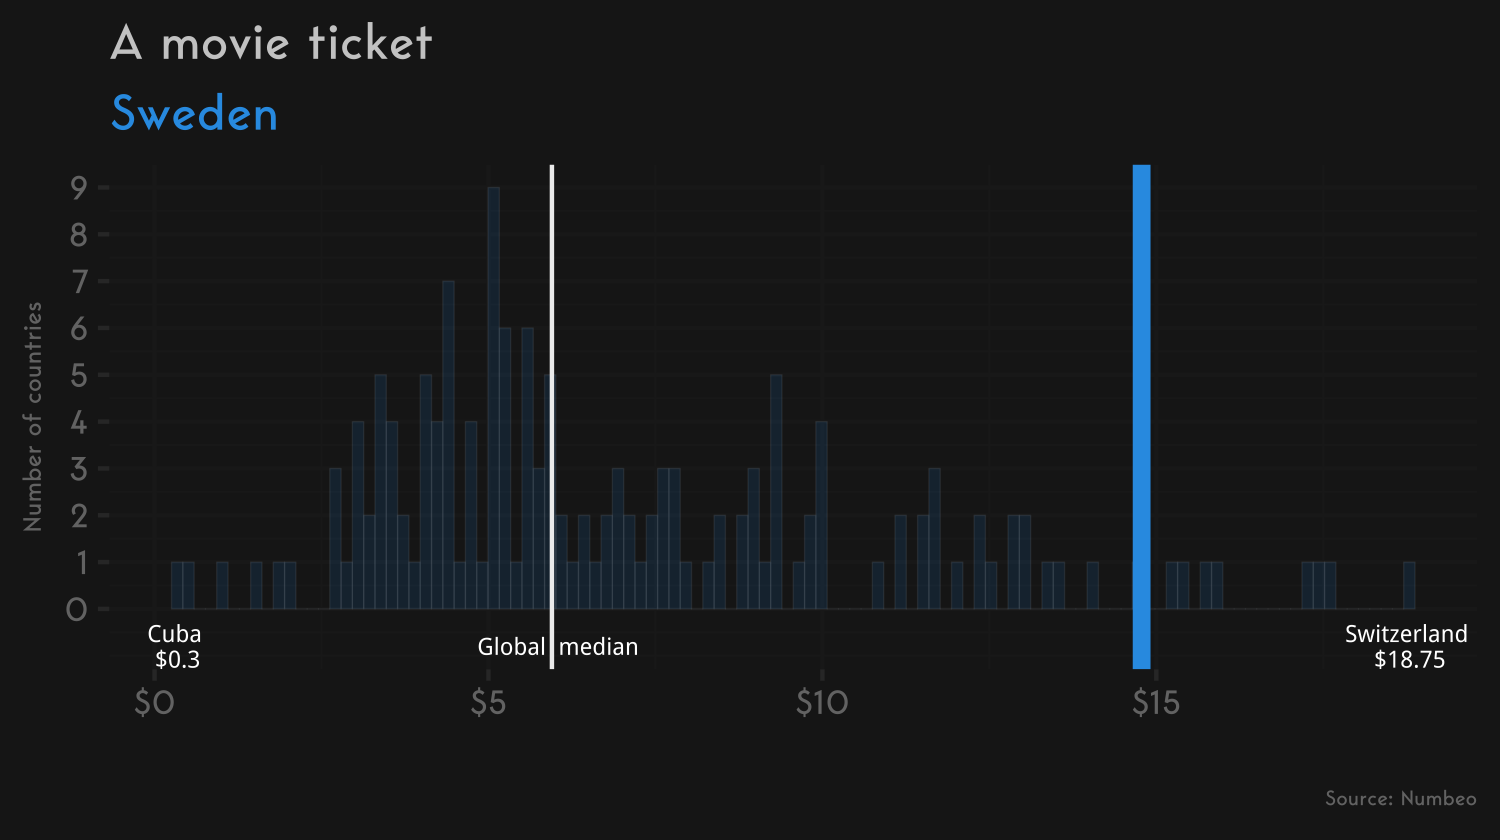 A movie ticket
Sweden
Number of countries
9
8
7
6
5
4
3
2
1
0
Cuba
$0.3
Global median
Switzerland
$18.75
$0 $5 $10 $15
Source: Numbeo